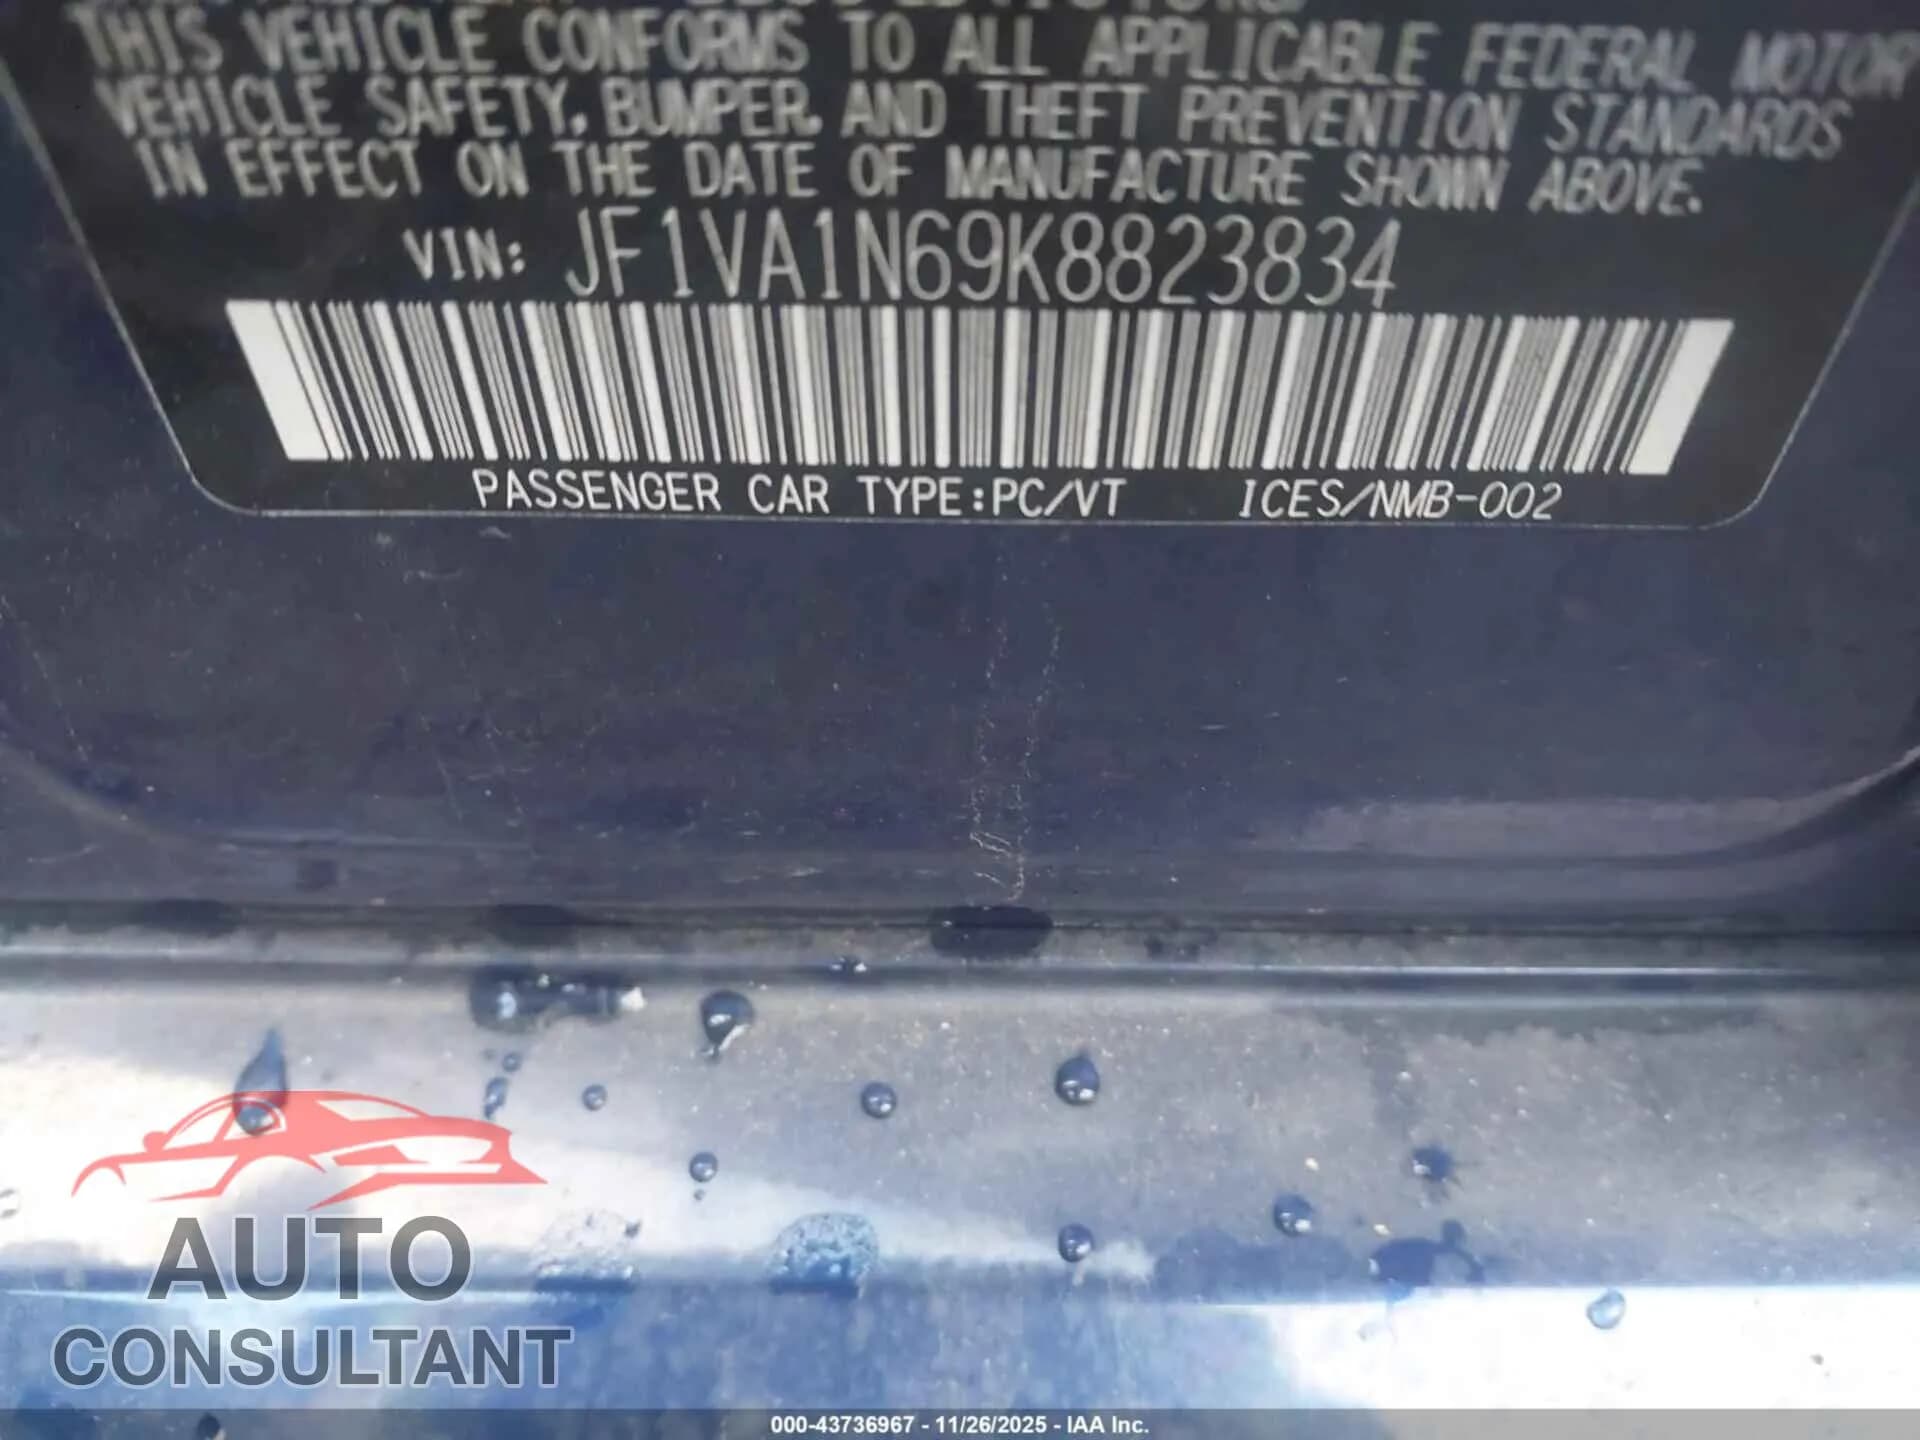 THIS VEHICLE CONFORMS TO ALL APPLICABLE FEDERAL MOTOR
VEHICLE SAFETY, BUMPER, AND THEFT PREVENTION STANDARDS
IN EFFECT ON THE DATE OF MANUFACTURE SHOWN ABOVE.
VIN: JF1VA1N69K8823834
PASSENGER CAR TYPE:PC/VT ICES/NMB-002
AUTO
CONSULTANT
000-43736967 - 11/26/2025 - IAA Inc.